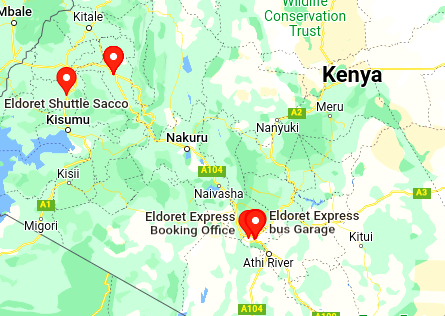 Wildlife
Conservation
Trust
Mbale
Kitale
Kenya
Eldoret Shuttle Sacco
Kisumu
A2
Meru
Nanyuki
Nakuru
Kisii
A104
Naivasha
A3
A1
Migori
Eldoret Express
Booking Office
Eldoret Express
bus Garage
Kitui
Athi River
A104